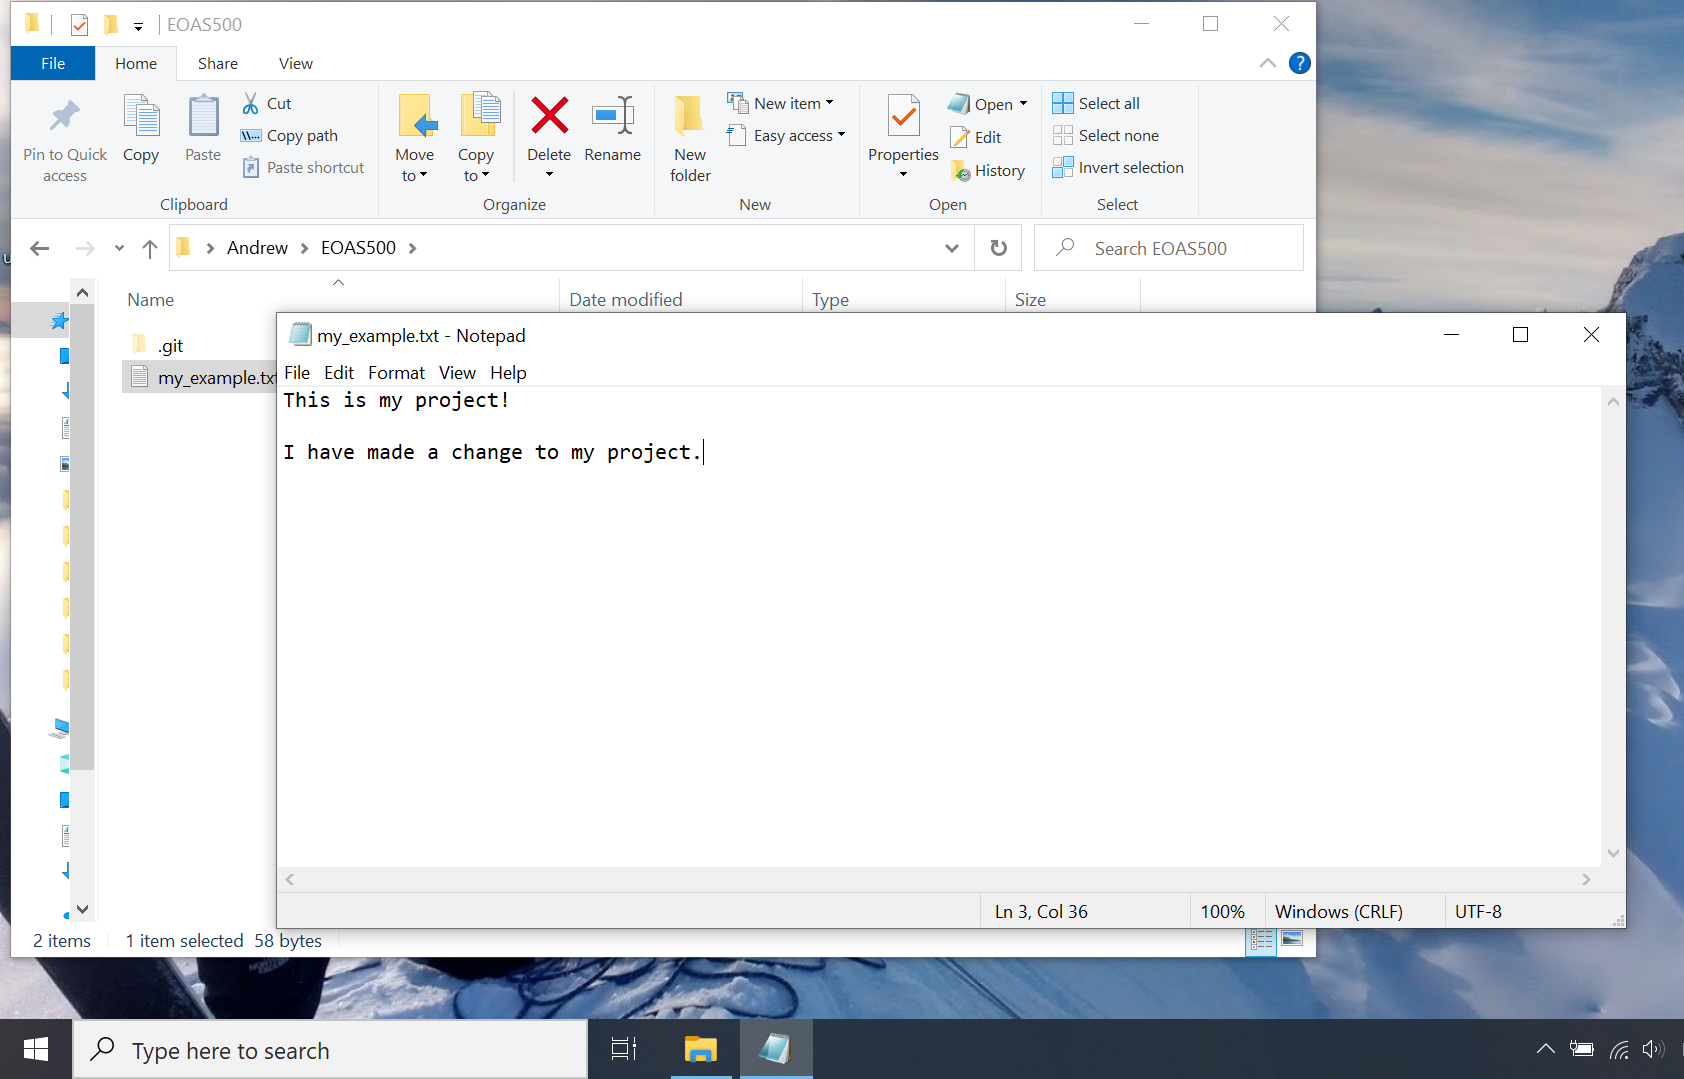 EOAS500
File Home Share View
Pin to Quick access
Copy
Paste
Cut
Copy path
Paste shortcut
Clipboard
Move to
Copy to
Delete
Rename
Organize
New folder
New item
Easy access
New
Properties
Open
Edit
History
Open
Select all
Select none
Invert selection
Select
Andrew EOAS500
Search EOAS500
Name Date modified Type Size
.git
my_example.txt
my_example.txt - Notepad
File Edit Format View Help
This is my project!
I have made a change to my project.
Ln 3, Col 36 100% Windows (CRLF) UTF-8
2 items 1 item selected 58 bytes
Type here to search